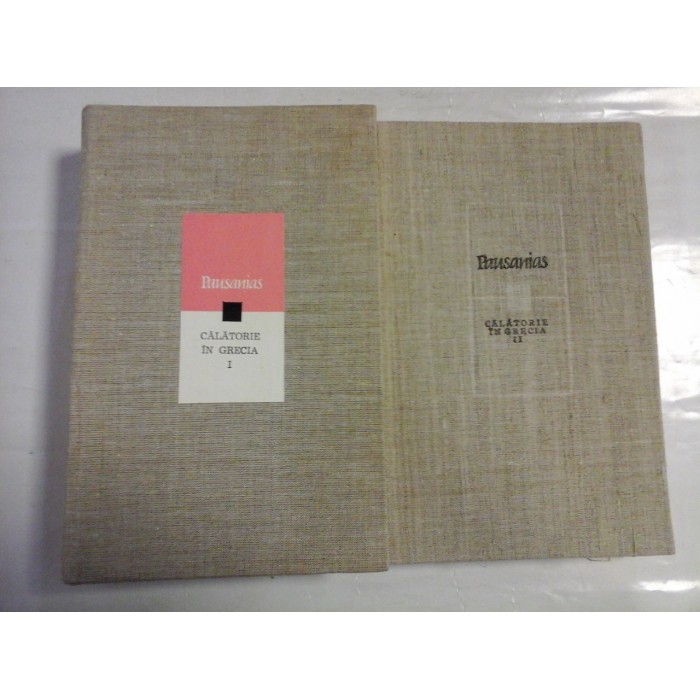 Pausanias
CĂLĂTORIE
ÎN GRECIA
I
Pausanias
CĂLĂTORIE
ÎN GRECIA
II